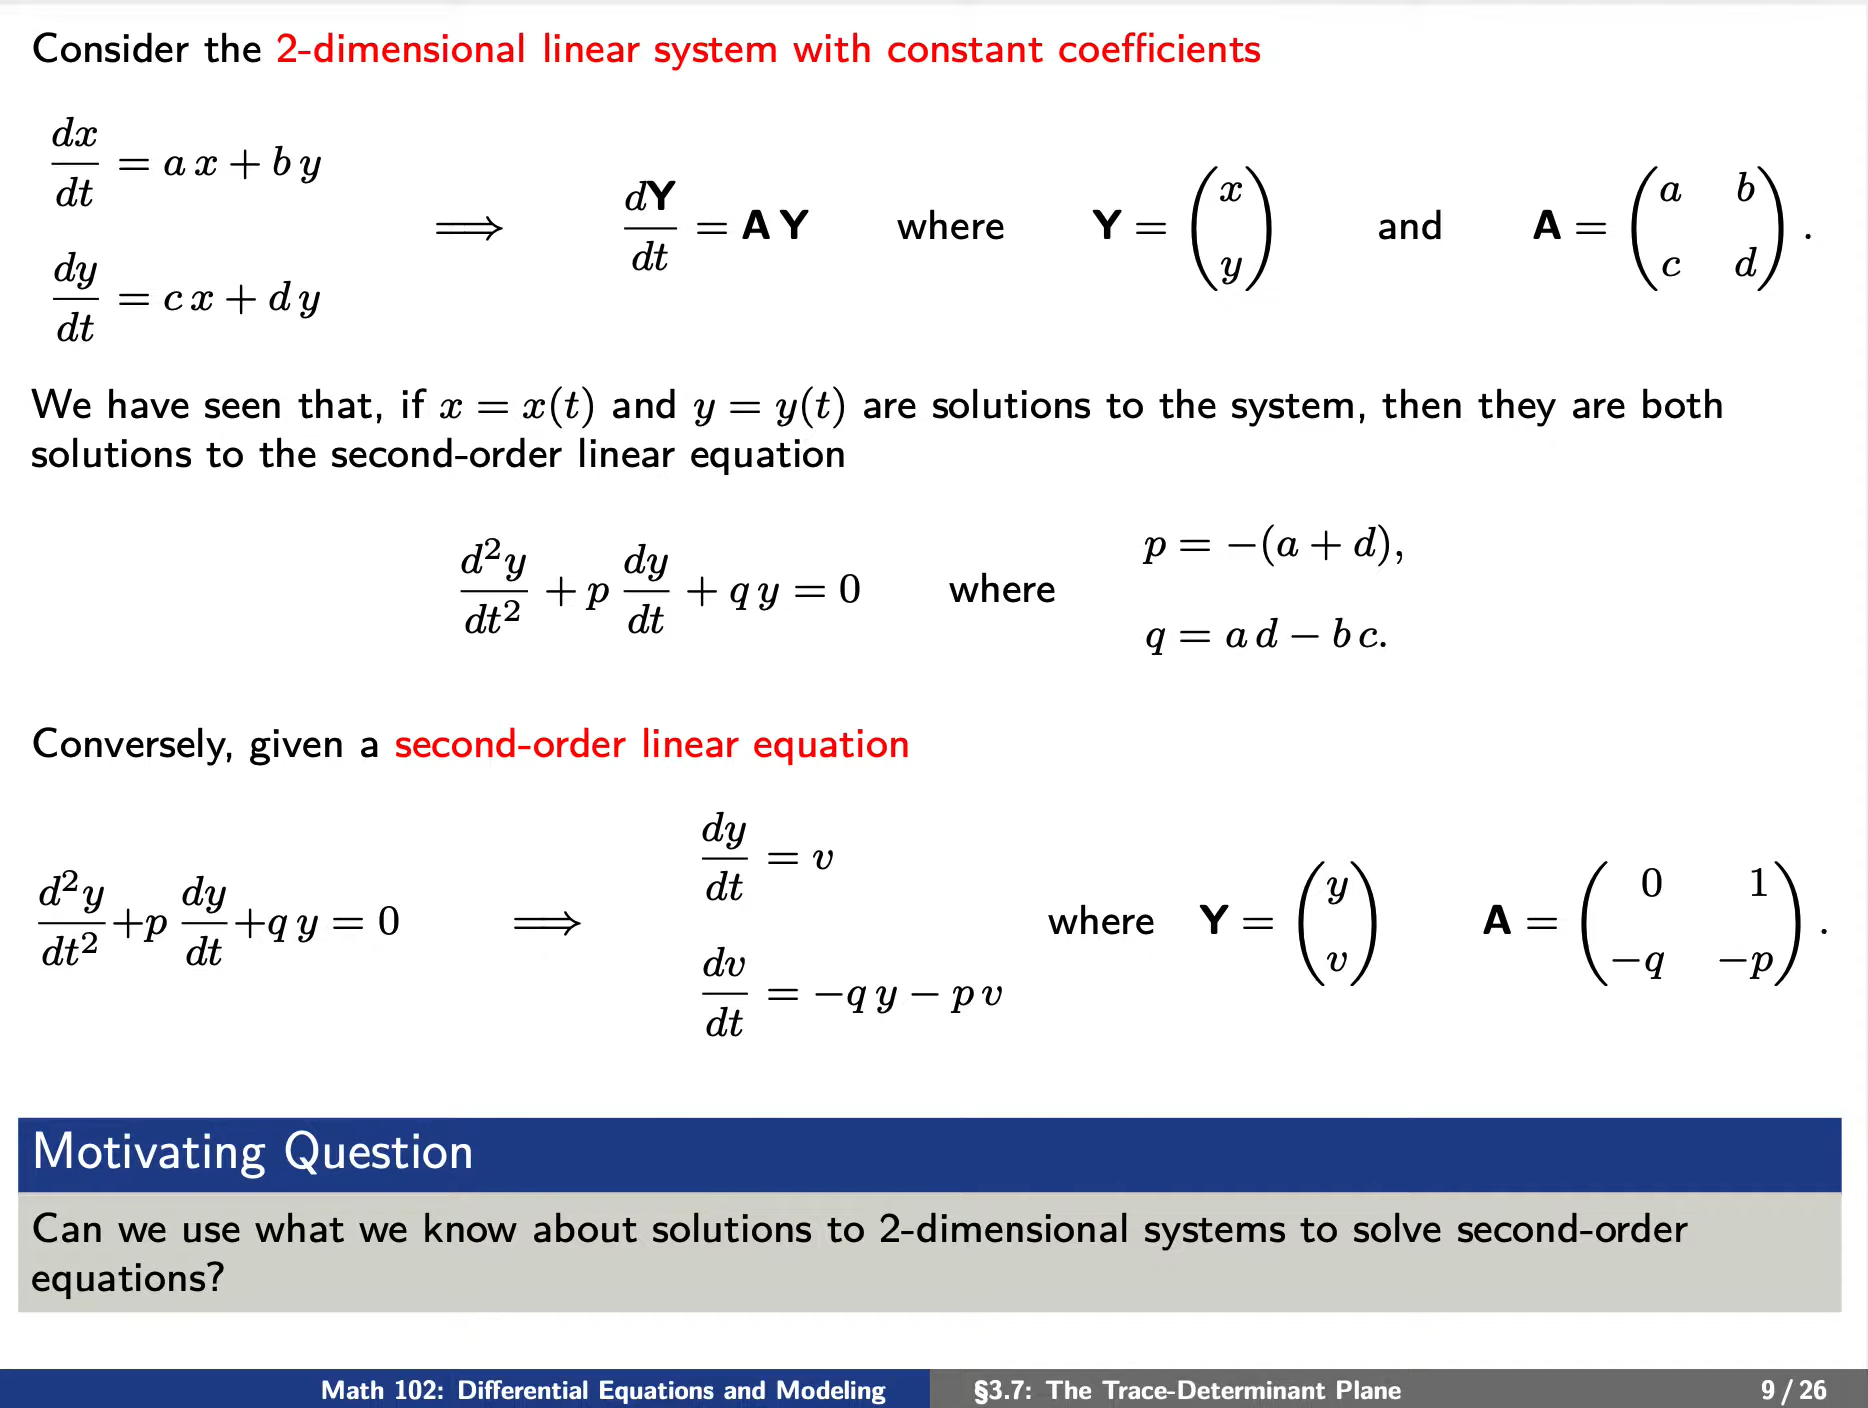 Consider the 2-dimensional linear system with constant coefficients
dx/dt = a x + b y
dy/dt = c x + d y
⟹ dY/dt = A Y where Y = (x y) and A = (a b c d).
We have seen that, if x = x(t) and y = y(t) are solutions to the system, then they are both
solutions to the second-order linear equation
d²y/dt² + p dy/dt + q y = 0 where
p = −(a + d),
q = a d − b c.
Conversely, given a second-order linear equation
d²y/dt² + p dy/dt + q y = 0 ⟹
dy/dt = v
dv/dt = −q y − p v
where Y = (y v) A = (0 1 −q −p).
Motivating Question
Can we use what we know about solutions to 2-dimensional systems to solve second-order
equations?
Math 102: Differential Equations and Modeling §3.7: The Trace-Determinant Plane 9 / 26